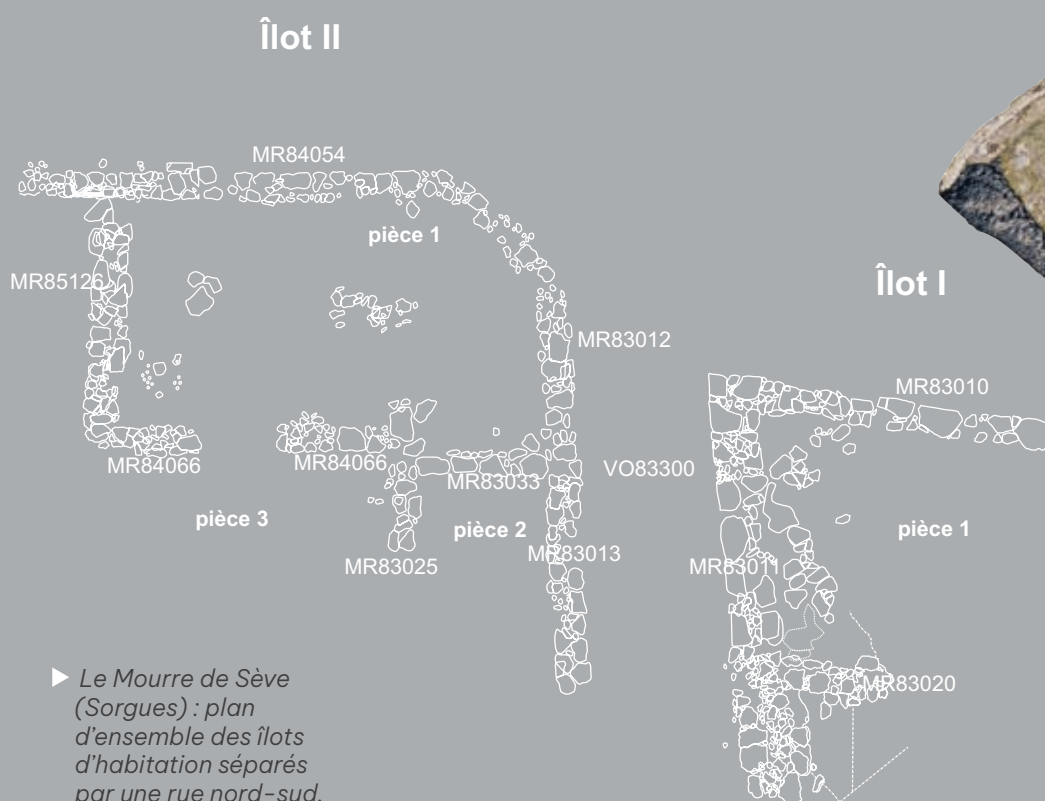 Îlot II
MR84054
pièce 1
MR85126
Îlot I
MR83012
MR83010
MR84066
MR84066
MR83033
VO83300
pièce 3
pièce 2
pièce 1
MR83013
MR83025
MR83011
MR83020
Le Mourre de Sève
(Sorgues) : plan
d’ensemble des îlots
d’habitation séparés
par une rue nord-sud.